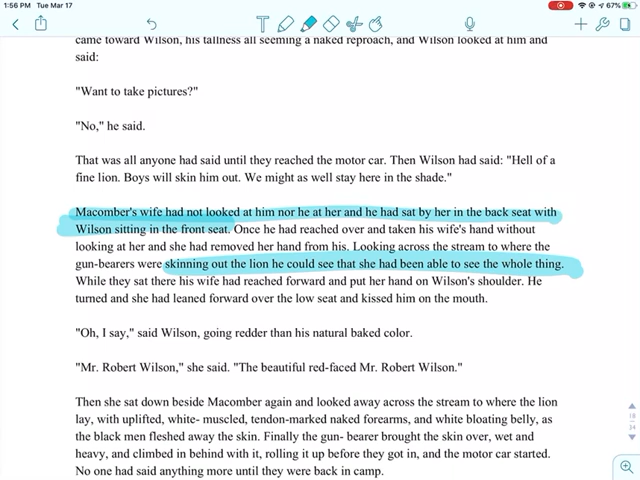 1:56 PM Tue Mar 17
67%
T
came toward Wilson, his tallness all seeming a naked reproach, and Wilson looked at him and
said:
"Want to take pictures?"
"No," he said.
That was all anyone had said until they reached the motor car. Then Wilson had said: "Hell of a
fine lion. Boys will skin him out. We might as well stay here in the shade."
Macomber's wife had not looked at him nor he at her and he had sat by her in the back seat with
Wilson sitting in the front seat. Once he had reached over and taken his wife's hand without
looking at her and she had removed her hand from his. Looking across the stream to where the
gun-bearers were skinning out the lion he could see that she had been able to see the whole thing.
While they sat there his wife had reached forward and put her hand on Wilson's shoulder. He
turned and she had leaned forward over the low seat and kissed him on the mouth.
"Oh, I say," said Wilson, going redder than his natural baked color.
"Mr. Robert Wilson," she said. "The beautiful red-faced Mr. Robert Wilson."
Then she sat down beside Macomber again and looked away across the stream to where the lion
lay, with uplifted, white- muscled, tendon-marked naked forearms, and white bloating belly, as
the black men fleshed away the skin. Finally the gun- bearer brought the skin over, wet and
heavy, and climbed in behind with it, rolling it up before they got in, and the motor car started.
No one had said anything more until they were back in camp.
18
34